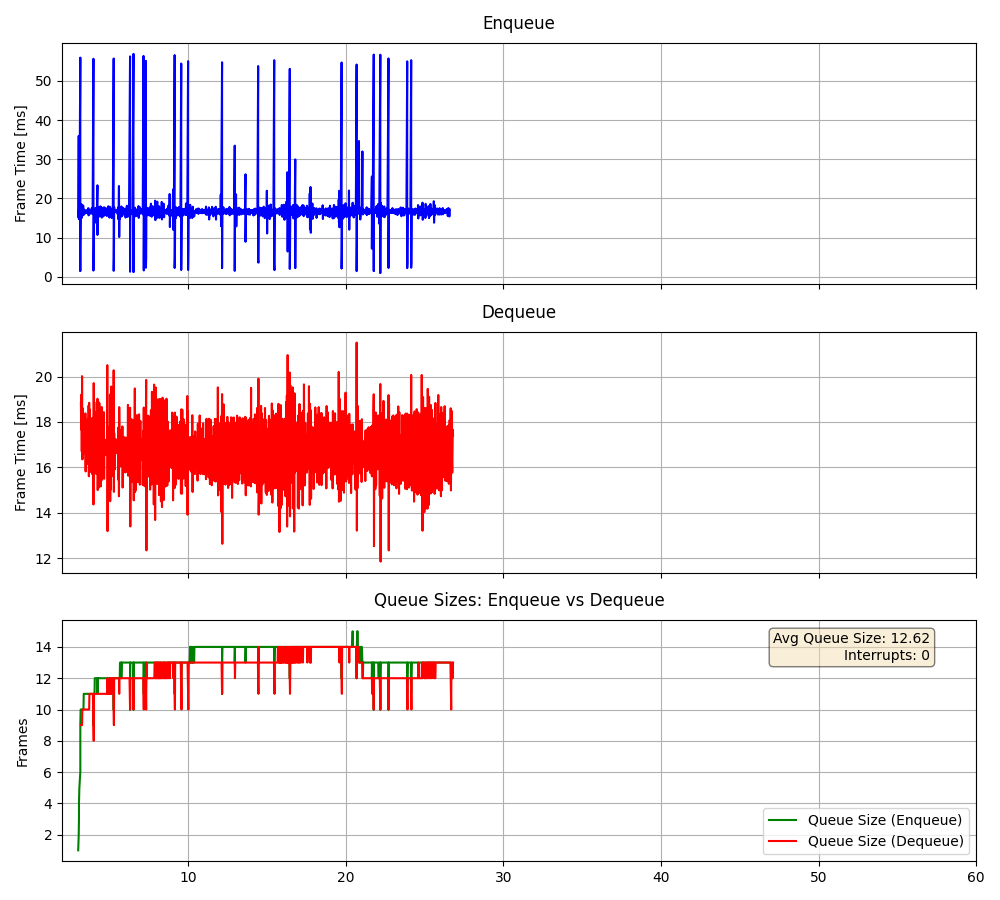 Enqueue
Frame Time [ms]
50
40
30
20
10
0
Dequeue
Frame Time [ms]
20
18
16
14
12
Queue Sizes: Enqueue vs Dequeue
Frames
14
12
10
8
6
4
2
Avg Queue Size: 12.62
Interrupts: 0
Queue Size (Enqueue)
Queue Size (Dequeue)
10 20 30 40 50 60